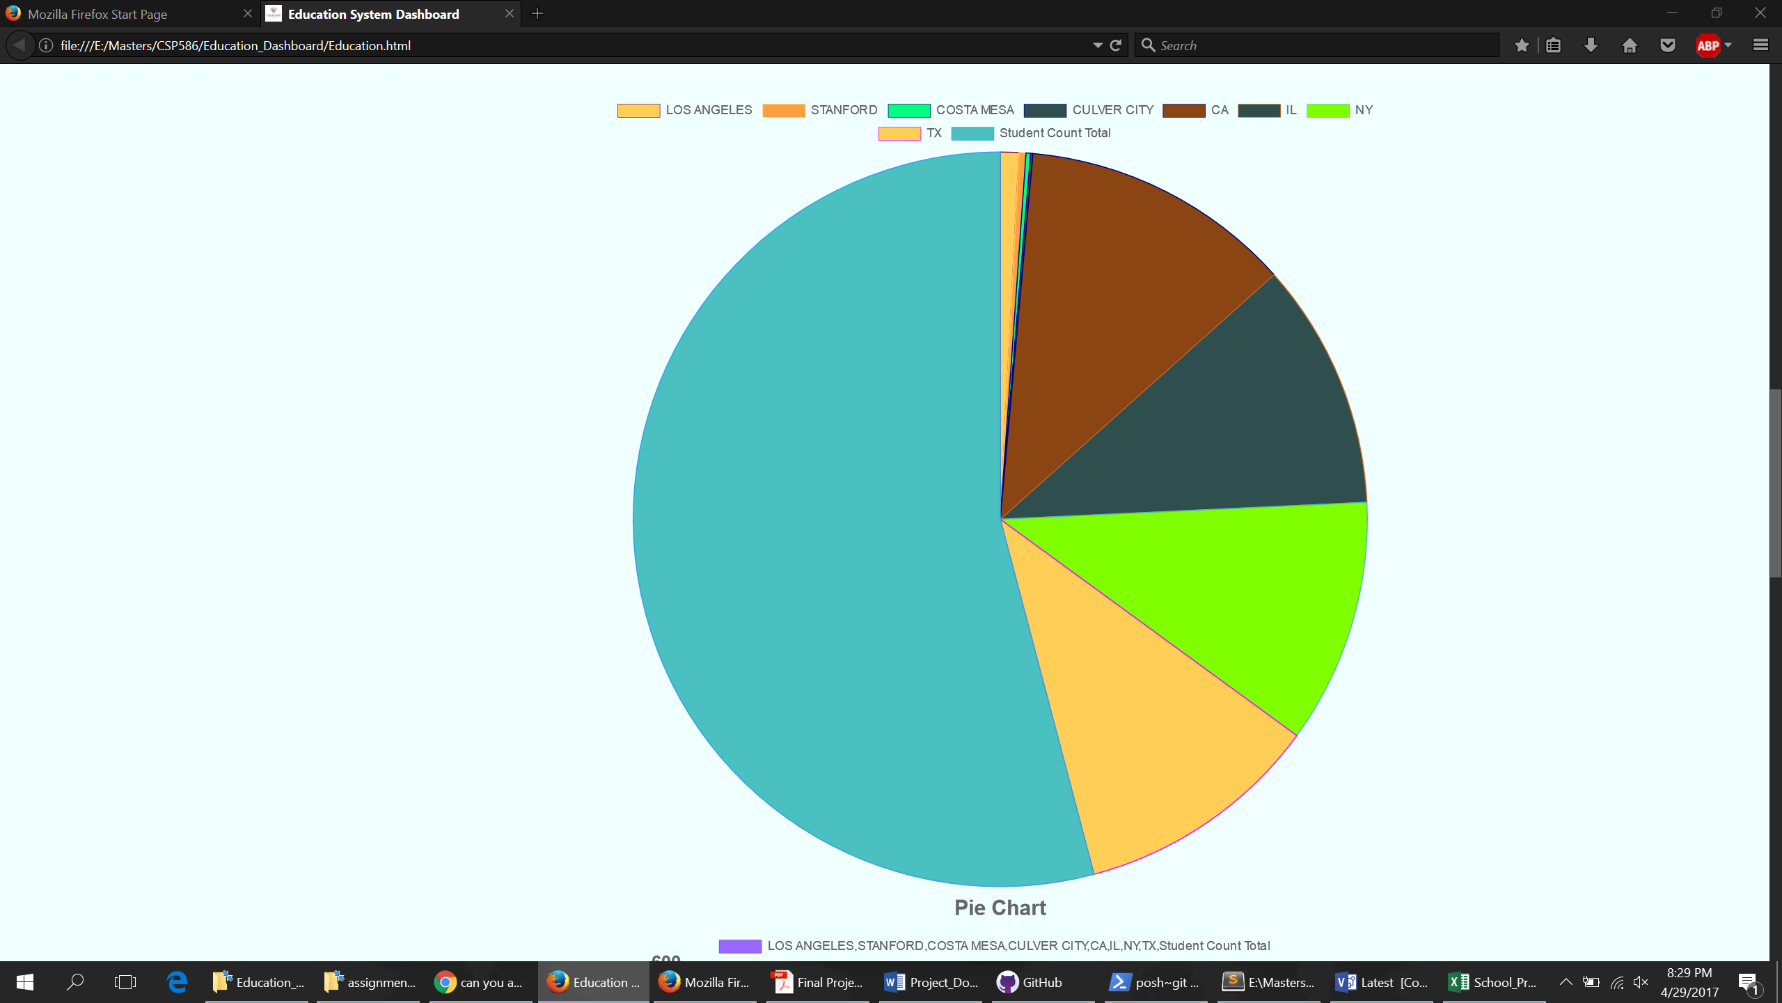 Mozilla Firefox Start Page
Education System Dashboard
file:///E:/Masters/CSP586/Education_Dashboard/Education.html
Search
ABP
LOS ANGELES STANFORD COSTA MESA CULVER CITY CA IL NY
TX Student Count Total
Pie Chart
LOS ANGELES,STANFORD,COSTA MESA,CULVER CITY,CA,IL,NY,TX,Student Count Total
600
Education_... assignmen... can you a... Education ... Mozilla Fir... Final Proje... Project_Do... GitHub posh~git ... E:\Masters... Latest [Co... School_Pr...
8:29 PM
4/29/2017
1